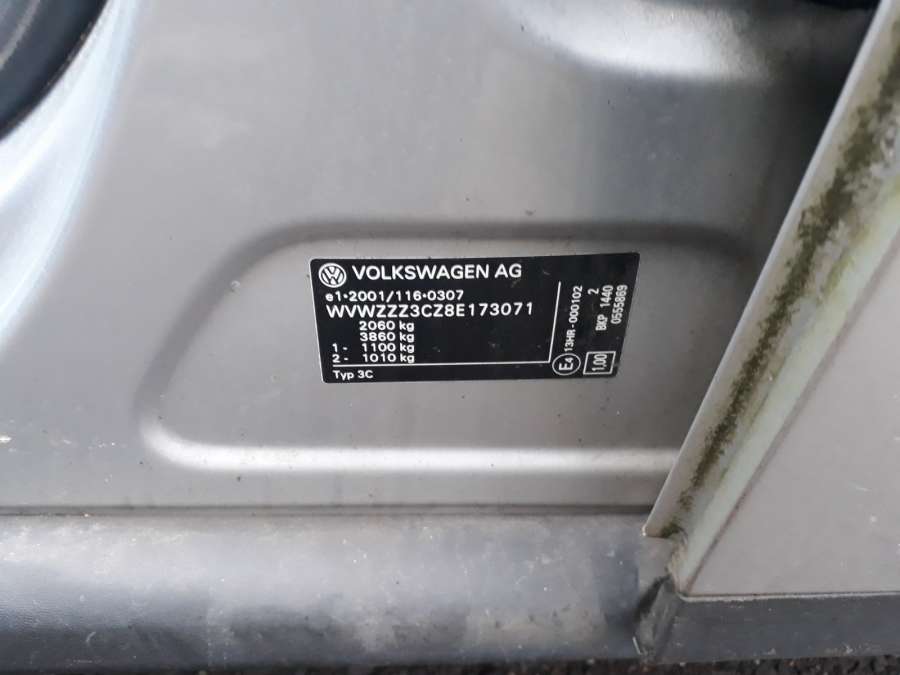 VOLKSWAGEN AG
e1*2001/116*0307
WVWZZZ3CZ8E173071
2060 kg
3860 kg
1 - 1100 kg
2 - 1010 kg
Typ 3C
E4
13HR-000102
2
BKP 1440
0555869
1.00